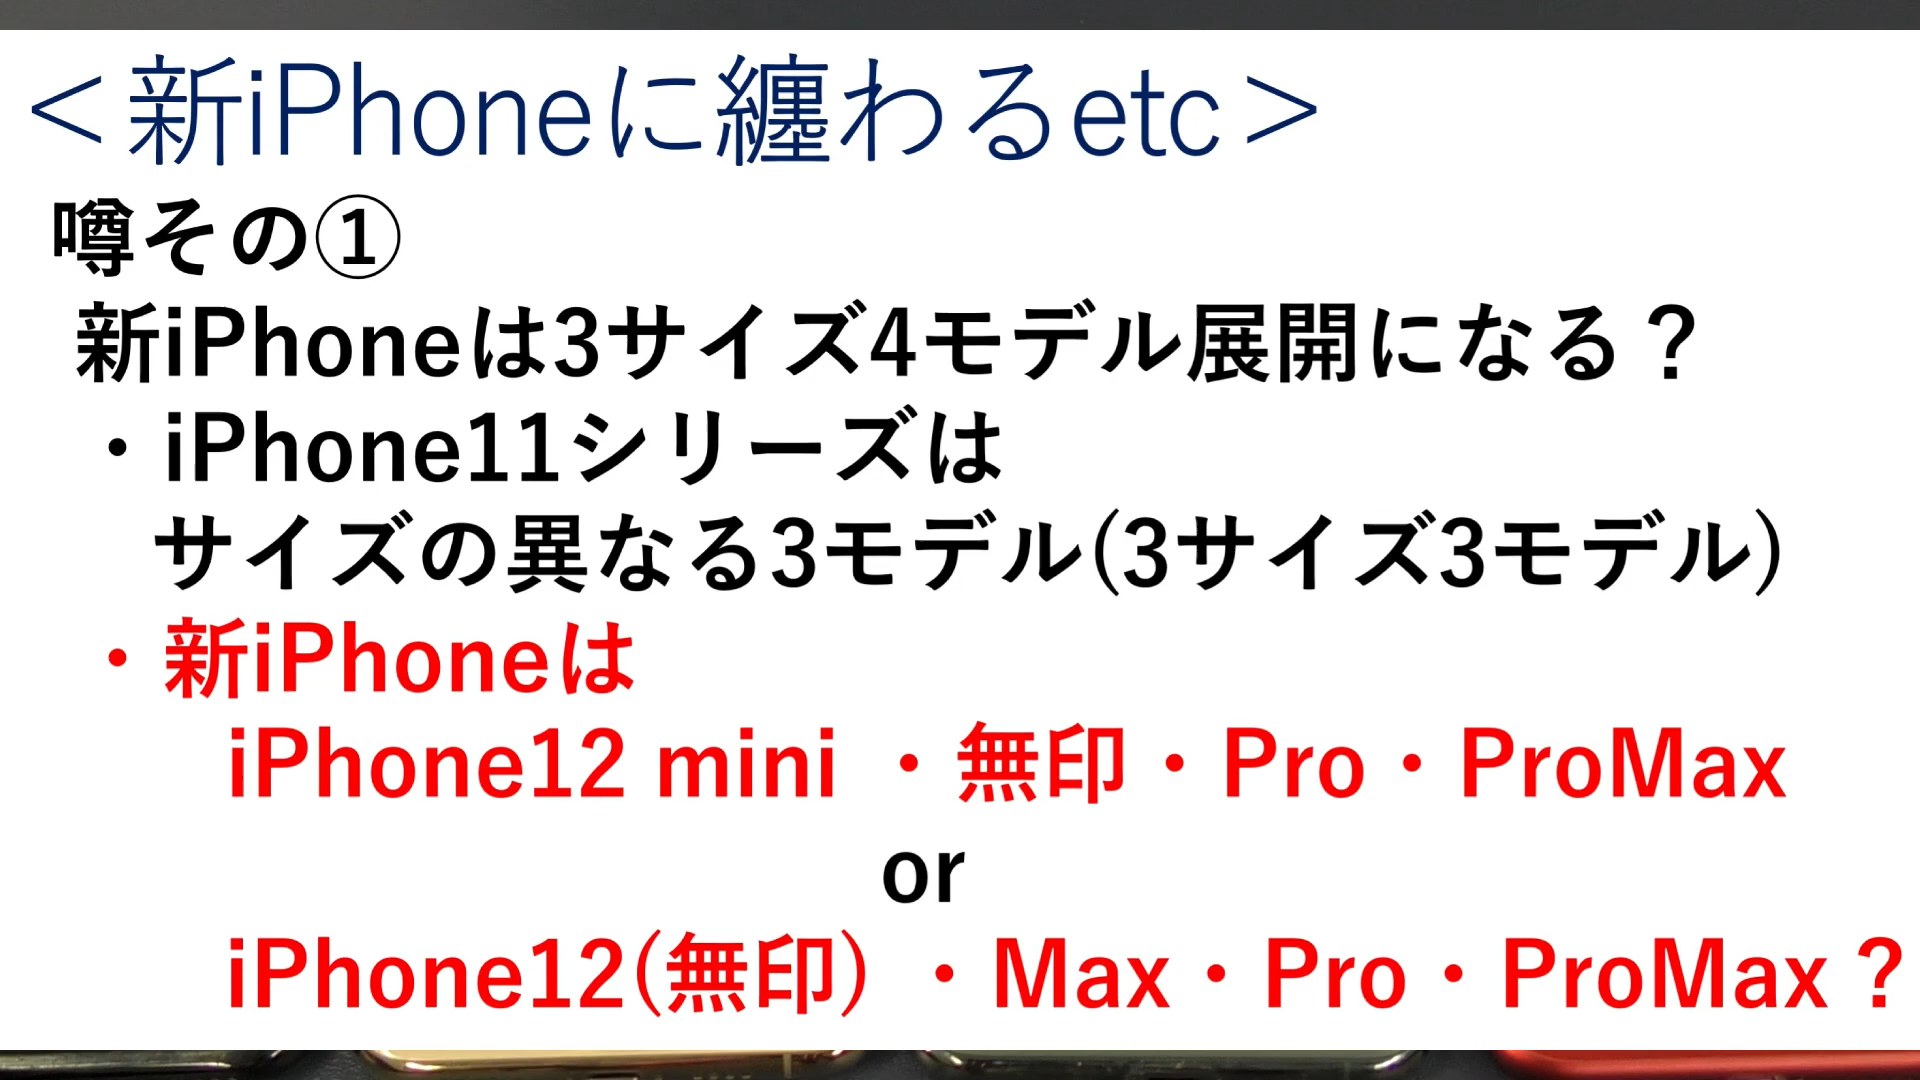 ＜新iPhoneに纏わるetc＞
噂その①
新iPhoneは3サイズ4モデル展開になる？
・iPhone11シリーズは
サイズの異なる3モデル(3サイズ3モデル)
・新iPhoneは
iPhone12 mini ・無印・Pro・ProMax
or
iPhone12(無印) ・Max・Pro・ProMax？